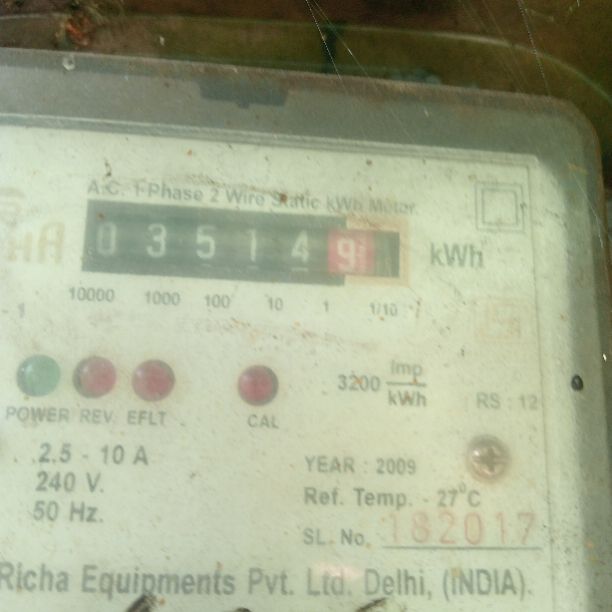 A.C. 1-Phase 2 Wire Static kWh Meter
0 3 5 1 4 9 kWh
10000 1000 100 10 1 1/10
1
3200 Imp/kWh
RS : 12
POWER REV. EFLT CAL
2.5 - 10 A
240 V.
50 Hz.
YEARːˑ 2009
Ref. Temp. - 27°C
SL. No. 182017
Richa Equipments Pvt. Ltd. Delhi, (INDIA).